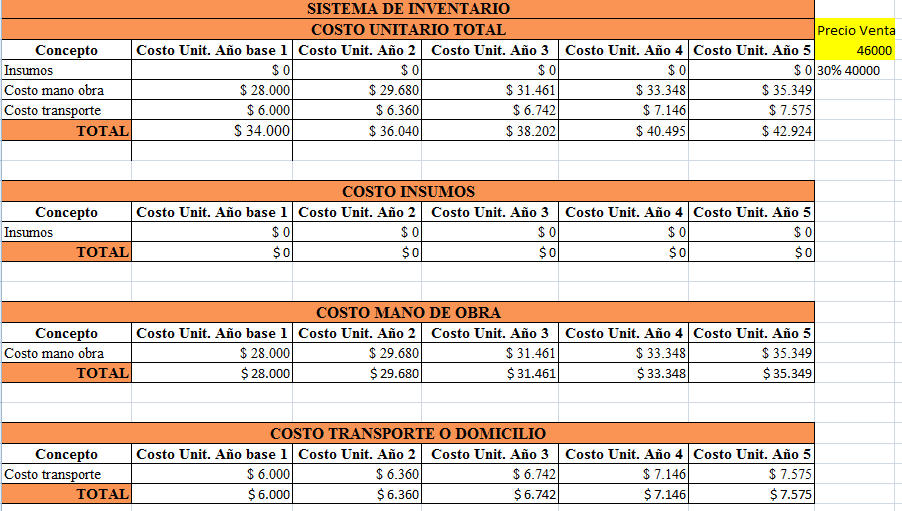 SISTEMA DE INVENTARIO
COSTO UNITARIO TOTAL Precio Venta
Concepto Costo Unit. Año base 1 Costo Unit. Año 2 Costo Unit. Año 3 Costo Unit. Año 4 Costo Unit. Año 5 46000
Insumos $ 0 $ 0 $ 0 $ 0 $ 0 30% 40000
Costo mano obra $ 28.000 $ 29.680 $ 31.461 $ 33.348 $ 35.349
Costo transporte $ 6.000 $ 6.360 $ 6.742 $ 7.146 $ 7.575
TOTAL $ 34.000 $ 36.040 $ 38.202 $ 40.495 $ 42.924
COSTO INSUMOS
Concepto Costo Unit. Año base 1 Costo Unit. Año 2 Costo Unit. Año 3 Costo Unit. Año 4 Costo Unit. Año 5
Insumos $ 0 $ 0 $ 0 $ 0 $ 0
TOTAL $ 0 $ 0 $ 0 $ 0 $ 0
COSTO MANO DE OBRA
Concepto Costo Unit. Año base 1 Costo Unit. Año 2 Costo Unit. Año 3 Costo Unit. Año 4 Costo Unit. Año 5
Costo mano obra $ 28.000 $ 29.680 $ 31.461 $ 33.348 $ 35.349
TOTAL $ 28.000 $ 29.680 $ 31.461 $ 33.348 $ 35.349
COSTO TRANSPORTE O DOMICILIO
Concepto Costo Unit. Año base 1 Costo Unit. Año 2 Costo Unit. Año 3 Costo Unit. Año 4 Costo Unit. Año 5
Costo transporte $ 6.000 $ 6.360 $ 6.742 $ 7.146 $ 7.575
TOTAL $ 6.000 $ 6.360 $ 6.742 $ 7.146 $ 7.575